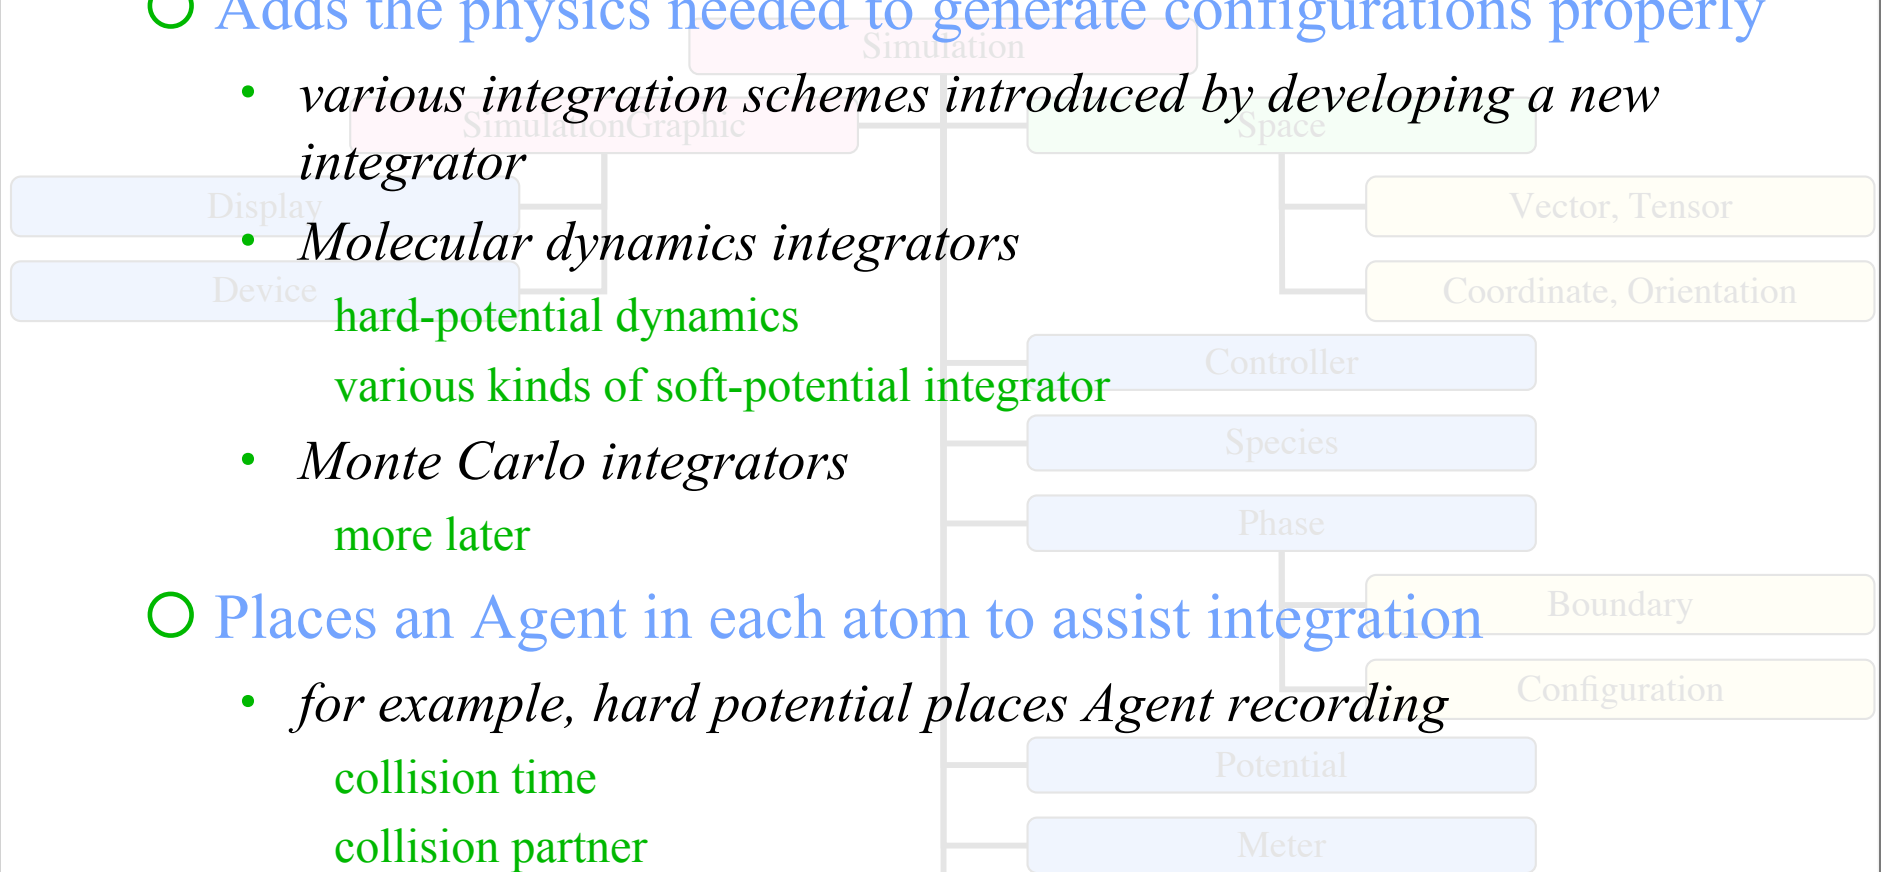 Adds the physics needed to generate configurations properly
Simulation
• various integration schemes introduced by developing a new
integrator
SimulationGraphic
Space
Display
Vector, Tensor
• Molecular dynamics integrators
Device
Coordinate, Orientation
hard-potential dynamics
Controller
various kinds of soft-potential integrator
Species
• Monte Carlo integrators
Phase
more later
Places an Agent in each atom to assist integration
Boundary
• for example, hard potential places Agent recording
Configuration
collision time
Potential
collision partner
Meter